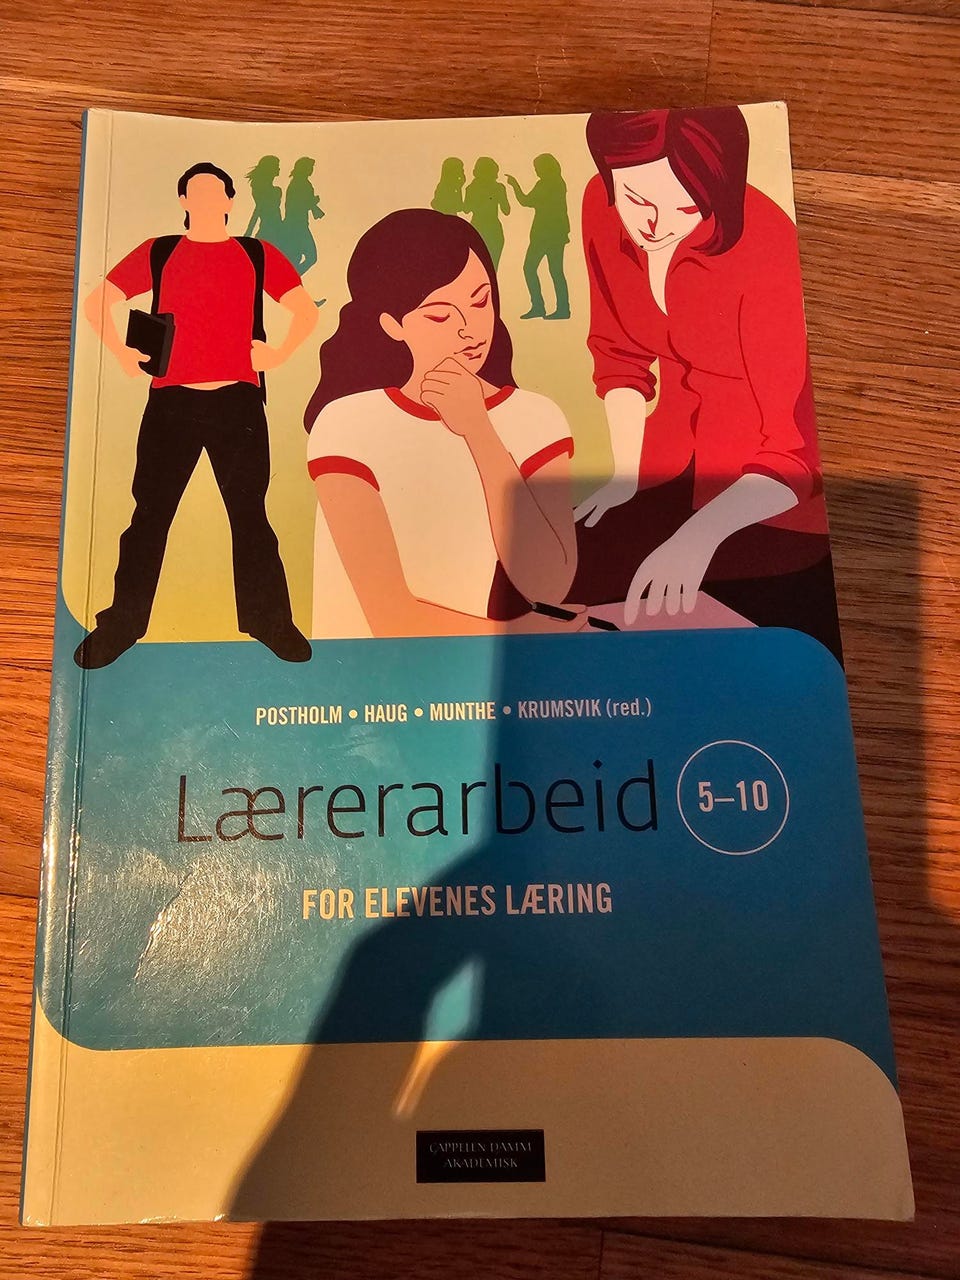 POSTHOLM • HAUG • MUNTHE • KRUMSVIK (red.)
Lærerarbeid 5–10
FOR ELEVENES LÆRING
CAPPELEN DAMM
AKADEMISK